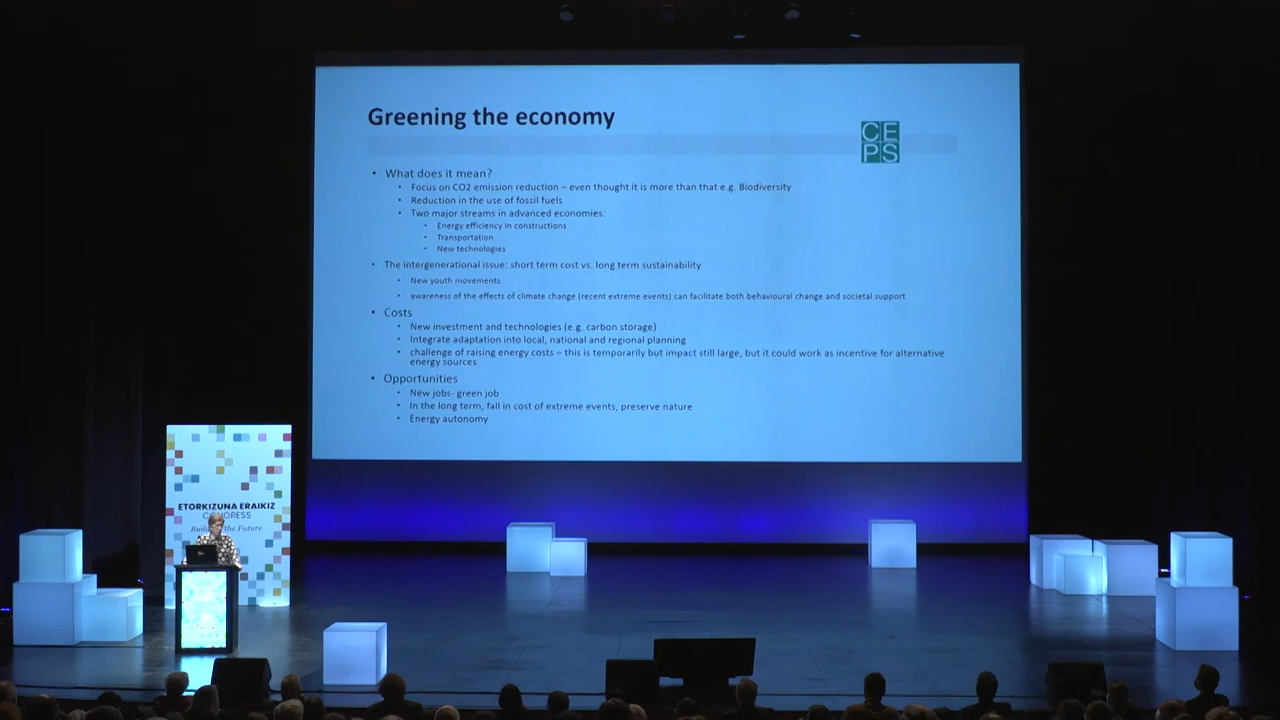 Greening the economy
CE
PS
• What does it mean?
• Focus on CO2 emission reduction – even thought it is more than that e.g. Biodiversity
• Reduction in the use of fossil fuels
• Two major streams in advanced economies:
• Energy efficiency in constructions
• Transportation
• New technologies
• The intergenerational issue: short term cost vs. long term sustainability
• New youth movements
• awareness of the effects of climate change (recent extreme events) can facilitate both behavioural change and societal support
• Costs
• New investment and technologies (e.g. carbon storage)
• Integrate adaptation into local, national and regional planning
• challenge of raising energy costs – this is temporarily but impact still large, but it could work as incentive for alternative
energy sources
• Opportunities
• New jobs- green job
• In the long term, fall in cost of extreme events, preserve nature
• Energy autonomy
ETORKIZUNA ERAIKIZ
CONGRESS
the Future